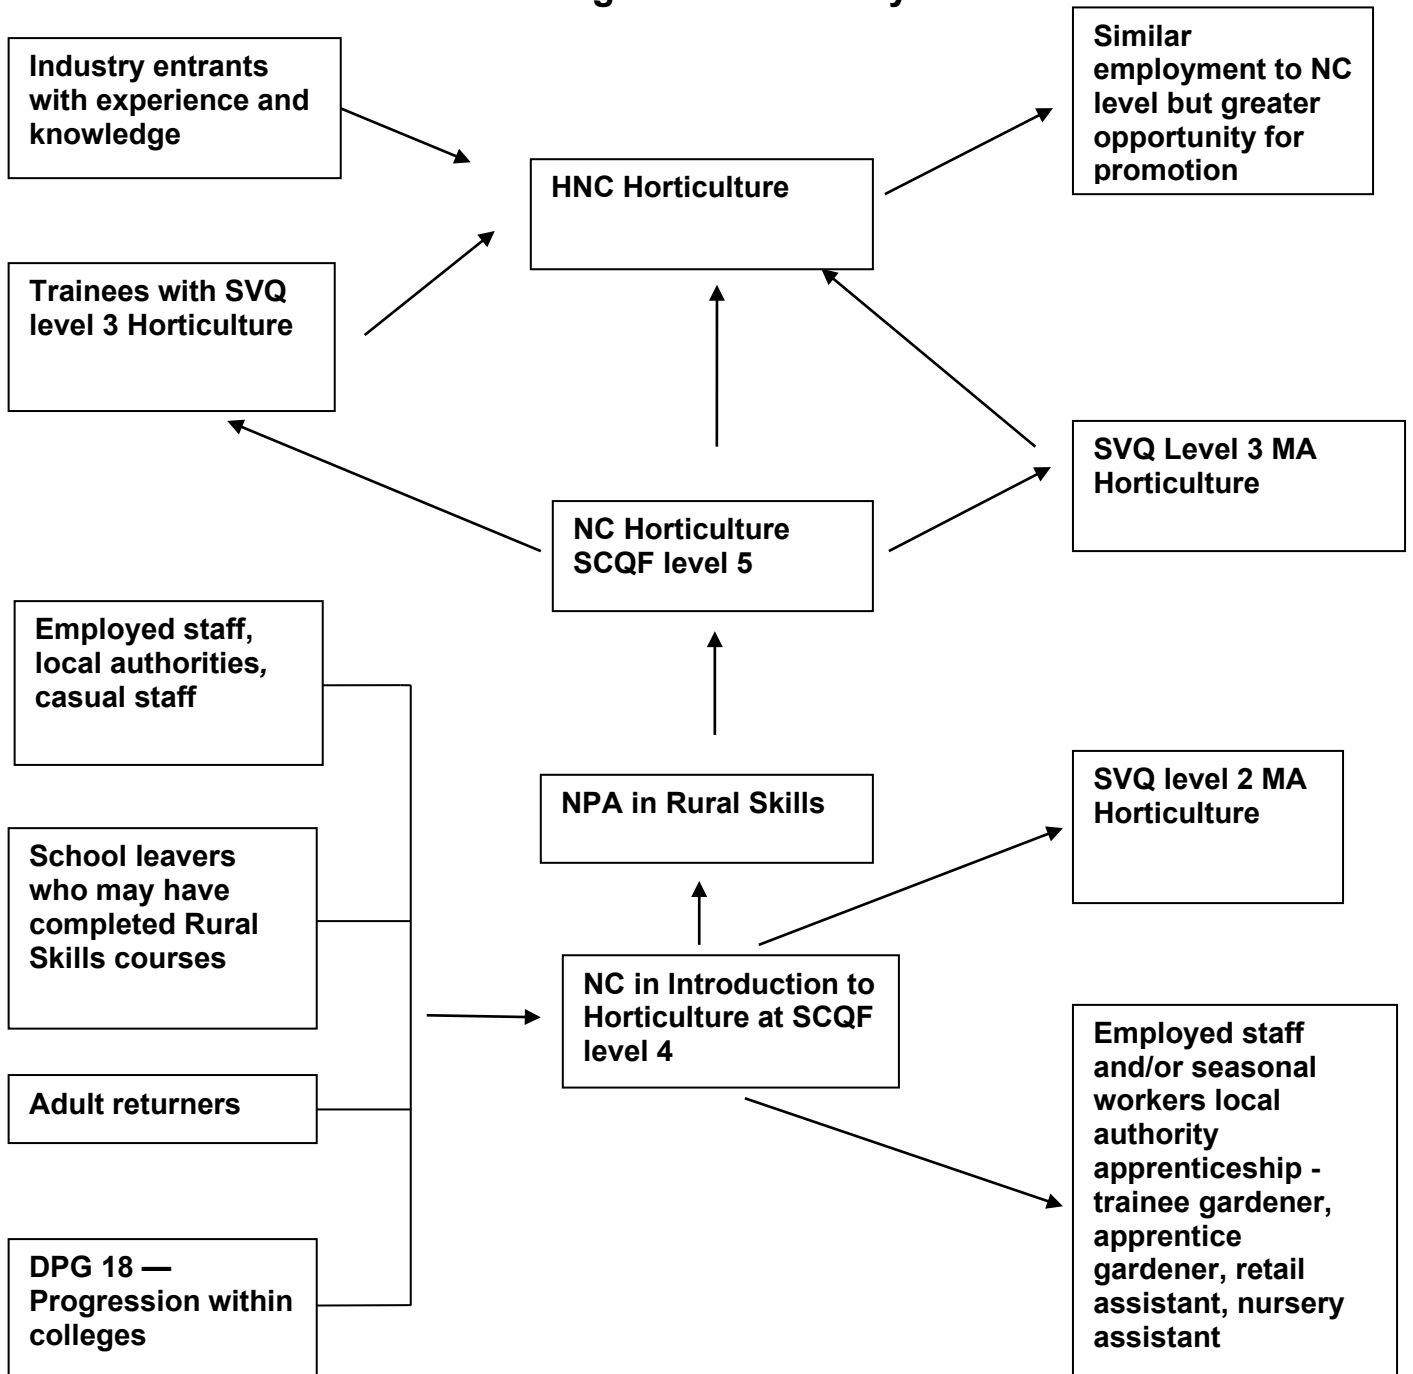 Industry entrants
with experience and
knowledge
Similar
employment to NC
level but greater
opportunity for
promotion
HNC Horticulture
Trainees with SVQ
level 3 Horticulture
SVQ Level 3 MA
Horticulture
NC Horticulture
SCQF level 5
Employed staff,
local authorities,
casual staff
NPA in Rural Skills
SVQ level 2 MA
Horticulture
School leavers
who may have
completed Rural
Skills courses
NC in Introduction to
Horticulture at SCQF
level 4
Adult returners
Employed staff
and/or seasonal
workers local
authority
apprenticeship -
trainee gardener,
apprentice
gardener, retail
assistant, nursery
assistant
DPG 18 —
Progression within
colleges